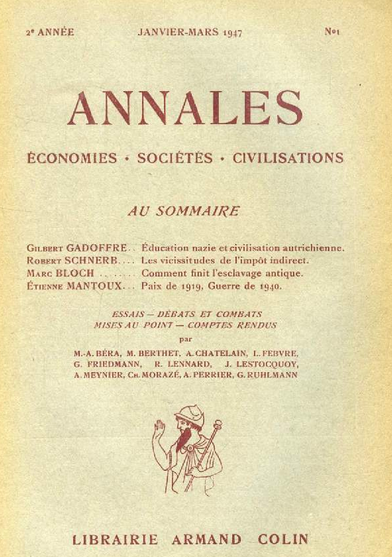 2e ANNÉE JANVIER-MARS 1947 No1
ANNALES
ÉCONOMIES • SOCIÉTÉS • CIVILISATIONS
AU SOMMAIRE
GILBERT GADOFFRE.. Éducation nazie et civilisation autrichienne.
ROBERT SCHNERB.... Les vicissitudes de l'impôt indirect.
MARC BLOCH ........ Comment finit l'esclavage antique.
ÉTIENNE MANTOUX... Paix de 1919, Guerre de 1940.
ESSAIS — DÉBATS ET COMBATS
MISES AU POINT — COMPTES RENDUS
par
M.-A. BÉRA, M. BERTHET, A. CHATELAIN, L. FEBVRE,
G. FRIEDMANN, R. LENNARD, J. LESTOCQUOY,
A. MEYNIER, CH. MORAZÉ, A. PERRIER, G. RUHLMANN
LIBRAIRIE ARMAND COLIN